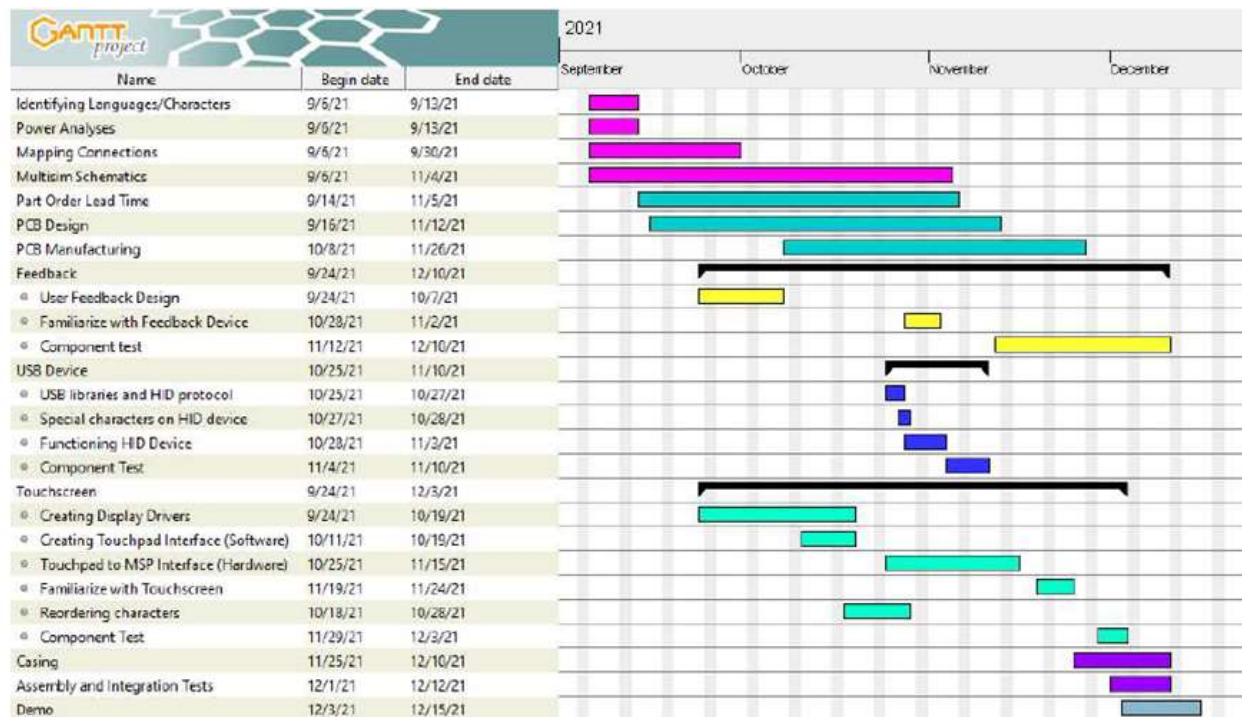 GANTT
project
2021
September October November December
Name Begin date End date
Identifying Languages/Characters 9/6/21 9/13/21
Power Analyses 9/6/21 9/13/21
Mapping Connections 9/6/21 9/30/21
Multisim Schematics 9/6/21 11/4/21
Part Order Lead Time 9/14/21 11/5/21
PCB Design 9/16/21 11/12/21
PCB Manufacturing 10/8/21 11/26/21
Feedback 9/24/21 12/10/21
User Feedback Design 9/24/21 10/7/21
Familiarize with Feedback Device 10/28/21 11/2/21
Component test 11/12/21 12/10/21
USB Device 10/25/21 11/10/21
USB libraries and HID protocol 10/25/21 10/27/21
Special characters on HID device 10/27/21 10/28/21
Functioning HID Device 10/28/21 11/3/21
Component Test 11/4/21 11/10/21
Touchscreen 9/24/21 12/3/21
Creating Display Drivers 9/24/21 10/19/21
Creating Touchpad Interface (Software) 10/11/21 10/19/21
Touchpad to MSP Interface (Hardware) 10/25/21 11/15/21
Familiarize with Touchscreen 11/19/21 11/24/21
Reordering characters 10/18/21 10/28/21
Component Test 11/29/21 12/3/21
Casing 11/25/21 12/10/21
Assembly and Integration Tests 12/1/21 12/12/21
Demo 12/3/21 12/15/21